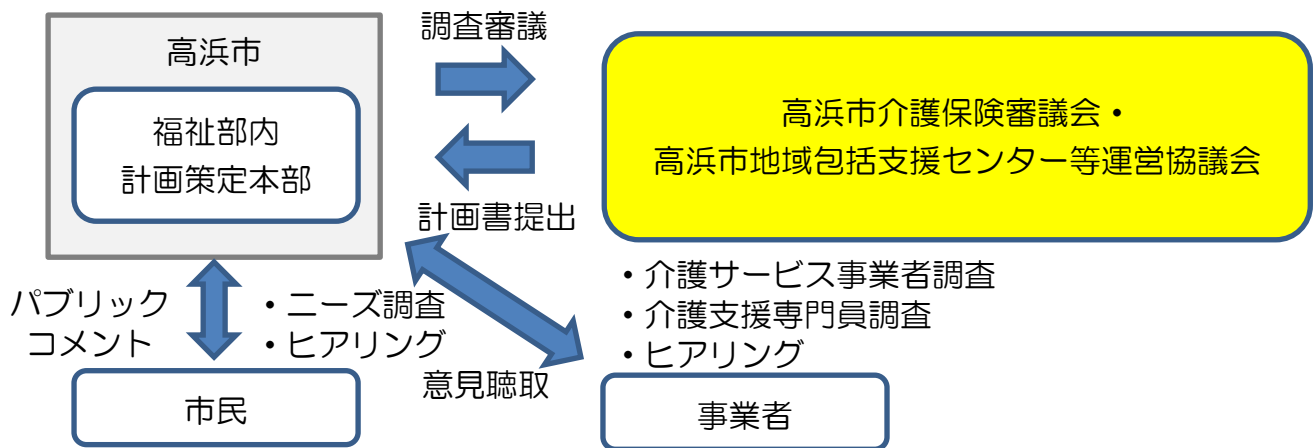 調査審議
高浜市
福祉部内
計画策定本部
高浜市介護保険審議会・
高浜市地域包括支援センター等運営協議会
計画書提出
パブリック
コメント
・ニーズ調査
・ヒアリング
意見聴取
・介護サービス事業者調査
・介護支援専門員調査
・ヒアリング
市民
事業者